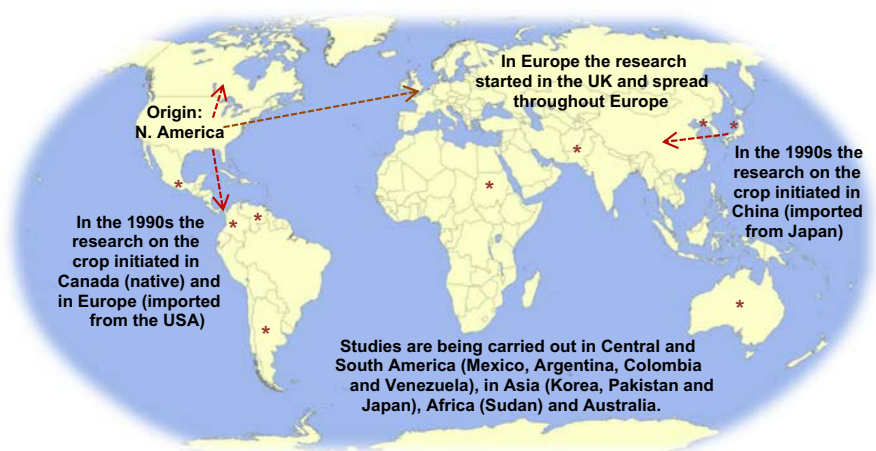 In Europe the research
started in the UK and spread
throughout Europe
Origin:
N. America
In the 1990s the
research on the
crop initiated in
China (imported
from Japan)
In the 1990s the
research on the
crop initiated in
Canada (native) and
in Europe (imported
from the USA)
Studies are being carried out in Central and
South America (Mexico, Argentina, Colombia
and Venezuela), in Asia (Korea, Pakistan and
Japan), Africa (Sudan) and Australia.